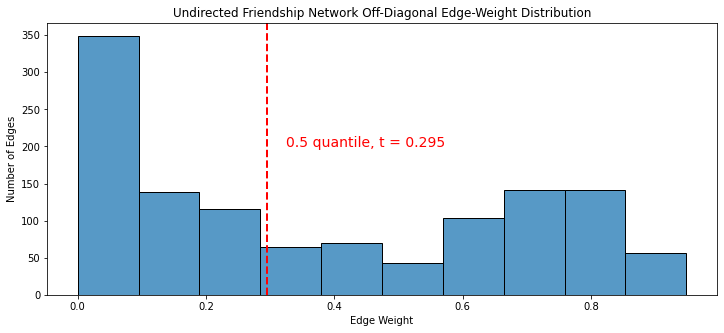 Undirected Friendship Network Off-Diagonal Edge-Weight Distribution
350
300
250
200
150
100
50
0
Number of Edges
0.5 quantile, t = 0.295
0.0 0.2 0.4 0.6 0.8
Edge Weight